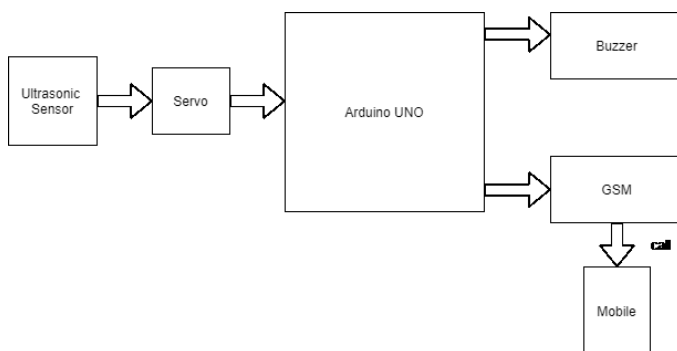 Ultrasonic
Sensor
Servo
Arduino UNO
Buzzer
GSM
call
Mobile